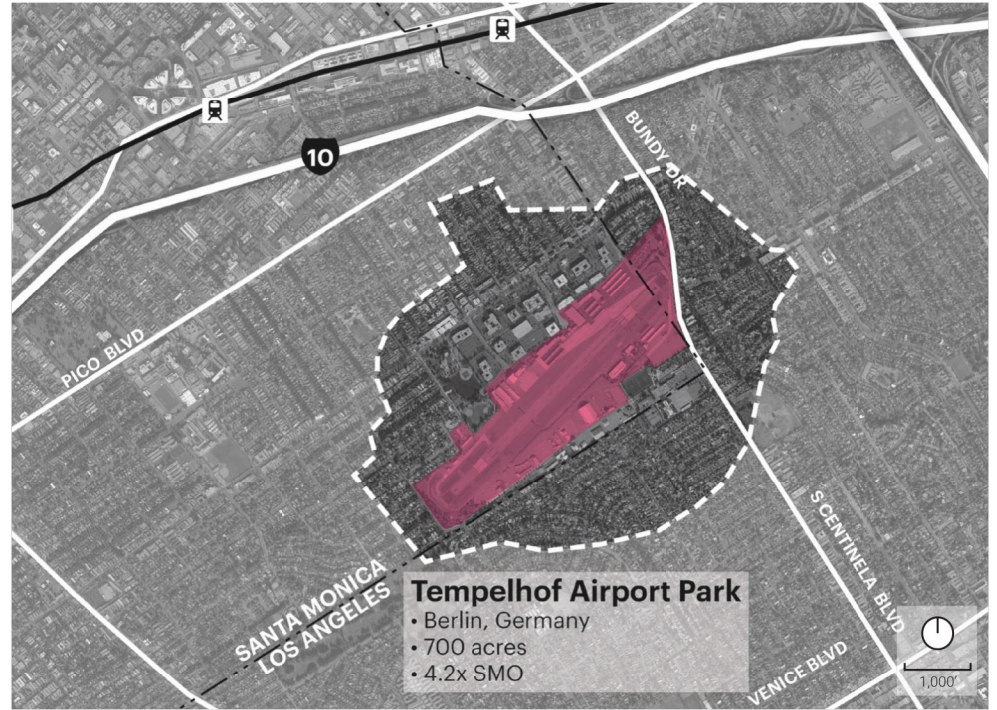 10
BUNDY DR
PICO BLVD
SANTA MONICA
LOS ANGELES
S CENTINELA BLVD
VENICE BLVD
Tempelhof Airport Park
• Berlin, Germany
• 700 acres
• 4.2x SMO
1,000'